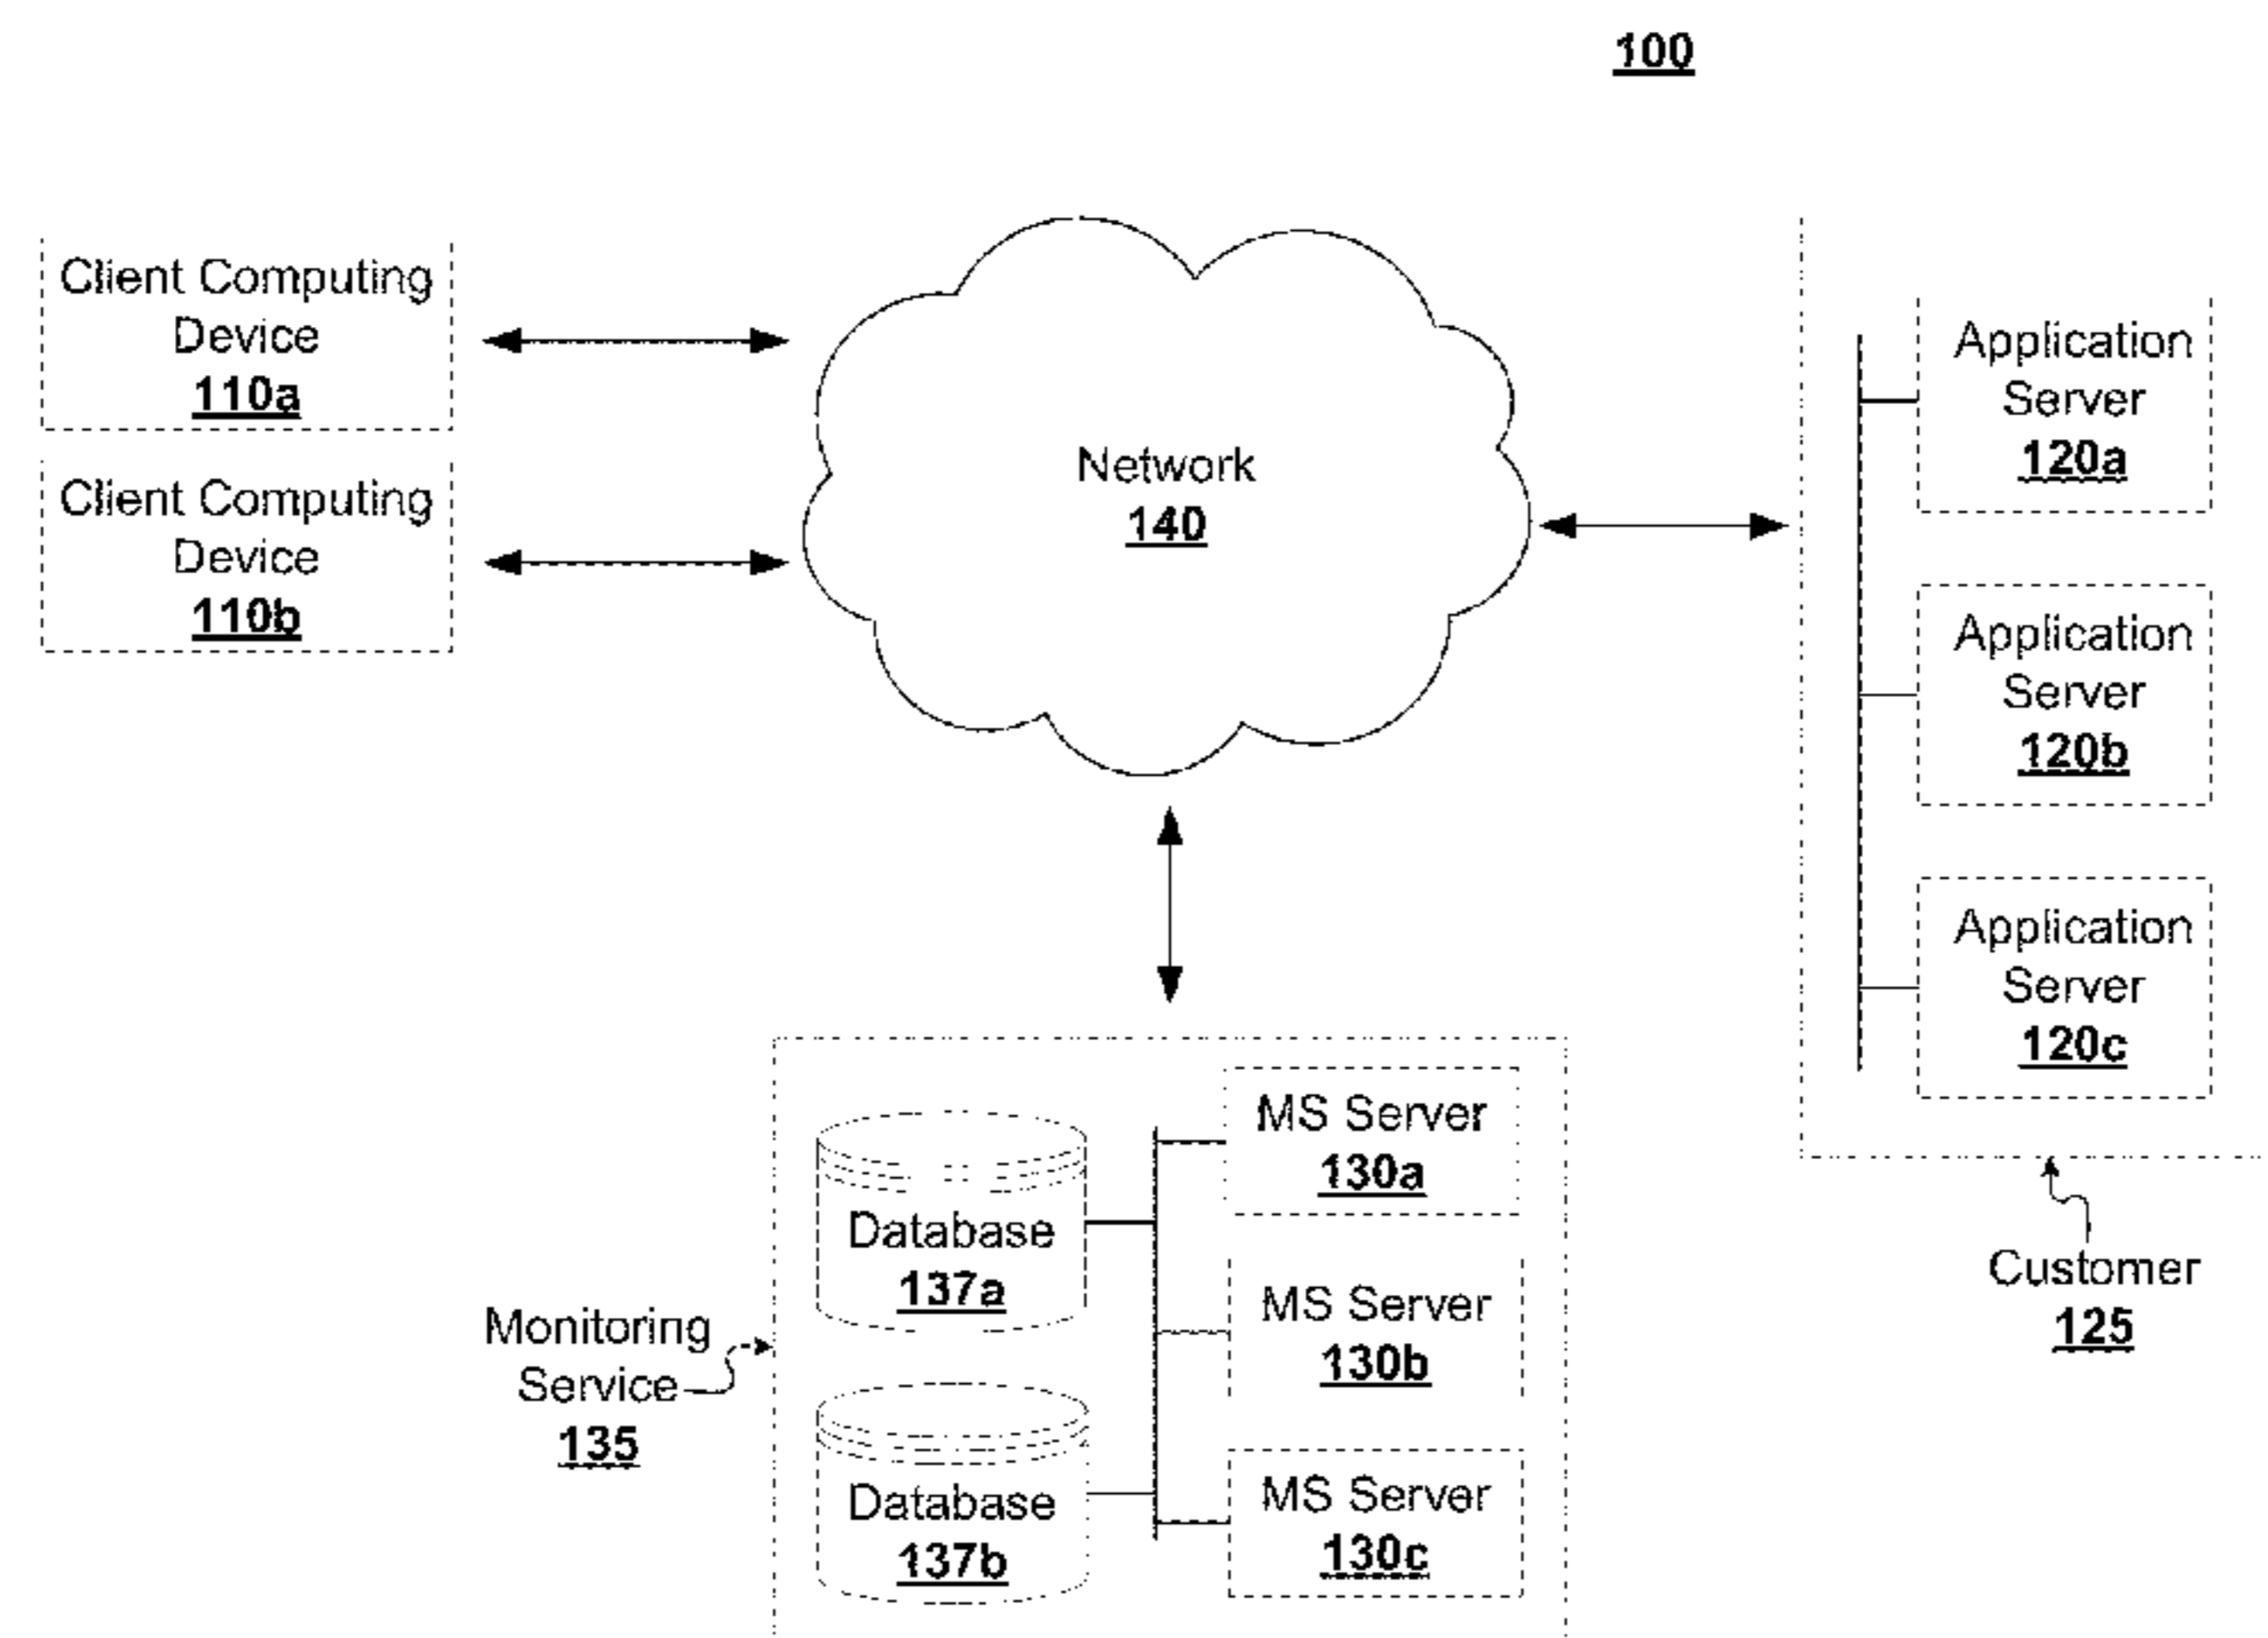 100
Client Computing
Device
110a
Client Computing
Device
110b
Network
140
Application
Server
120a
Application
Server
120b
Application
Server
120c
Customer
125
Monitoring
Service
135
Database
137a
Database
137b
MS Server
130a
MS Server
130b
MS Server
130c